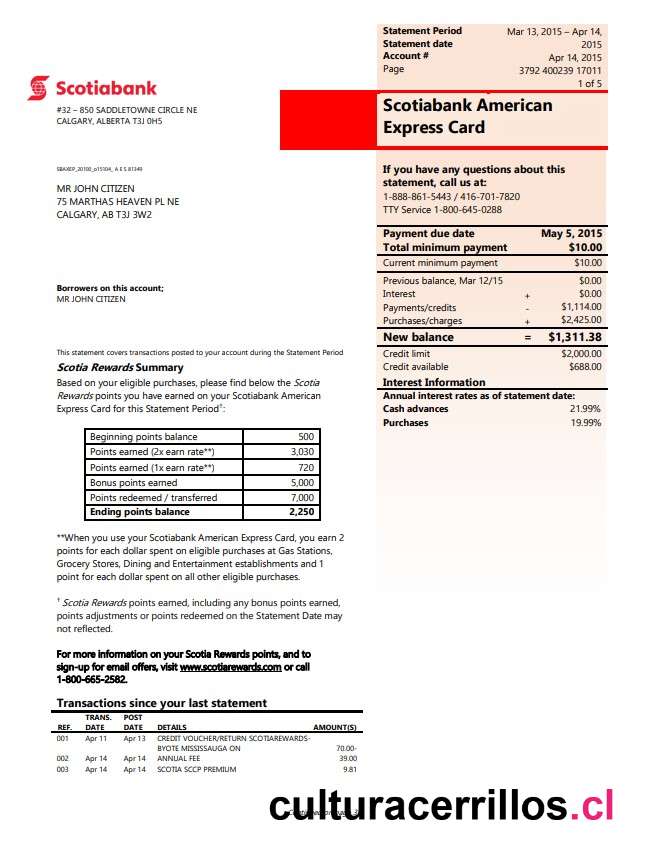 Statement Period Mar 13, 2015 – Apr 14, 2015
Statement date Apr 14, 2015
Account # 3792 400239 17011
Page 1 of 5
Scotiabank
#32 – 850 SADDLETOWNE CIRCLE NE
CALGARY, ALBERTA T3J 0H5
Scotiabank American
Express Card
SBAXEP_20100_o15104_ A E S 81349
MR JOHN CITIZEN
75 MARTHAS HEAVEN PL NE
CALGARY, AB T3J 3W2
If you have any questions about this
statement, call us at:
1-888-861-5443 / 416-701-7820
TTY Service 1-800-645-0288
Payment due date May 5, 2015
Total minimum payment $10.00
Current minimum payment $10.00
Previous balance, Mar 12/15 $0.00
Interest + $0.00
Payments/credits - $1,114.00
Purchases/charges + $2,425.00
New balance = $1,311.38
Credit limit $2,000.00
Credit available $688.00
Interest Information
Annual interest rates as of statement date:
Cash advances 21.99%
Purchases 19.99%
Borrowers on this account;
MR JOHN CITIZEN
This statement covers transactions posted to your account during the Statement Period
Scotia Rewards Summary
Based on your eligible purchases, please find below the Scotia
Rewards points you have earned on your Scotiabank American
Express Card for this Statement Period†:
Beginning points balance 500
Points earned (2x earn rate**) 3,030
Points earned (1x earn rate**) 720
Bonus points earned 5,000
Points redeemed / transferred 7,000
Ending points balance 2,250
**When you use your Scotiabank American Express Card, you earn 2
points for each dollar spent on eligible purchases at Gas Stations,
Grocery Stores, Dining and Entertainment establishments and 1
point for each dollar spent on all other eligible purchases.
† Scotia Rewards points earned, including any bonus points earned,
points adjustments or points redeemed on the Statement Date may
not reflected.
For more information on your Scotia Rewards points, and to
sign-up for email offers, visit www.scotiarewards.com or call
1-800-665-2582.
Transactions since your last statement
REF. TRANS. DATE POST DATE DETAILS AMOUNT(S)
001 Apr 11 Apr 13 CREDIT VOUCHER/RETURN SCOTIAREWARDS-
BYOTE MISSISSAUGA ON 70.00-
002 Apr 14 Apr 14 ANNUAL FEE 39.00
003 Apr 14 Apr 14 SCOTIA SCCP PREMIUM 9.81
culturacerrillos.cl